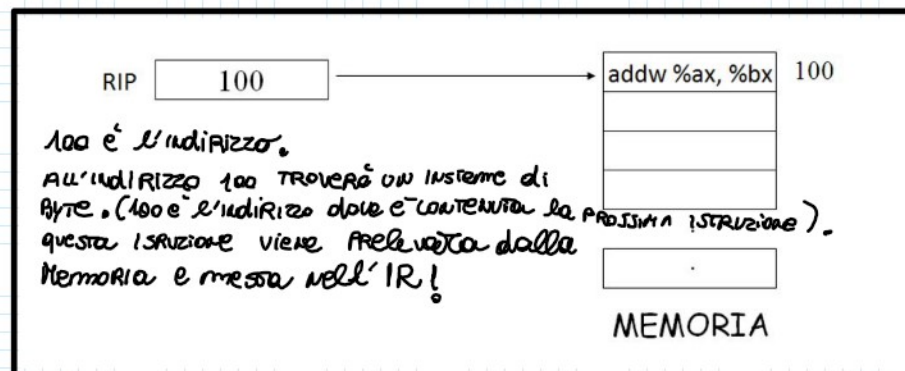 RIP 100 addw %ax, %bx 100
100 è l'indirizzo.
All'indirizzo 100 troverà un insieme di
Byte. (100 è l'indirizzo dove è contenuta la prossima istruzione).
questa isruzione viene prelevata dalla
Memoria e messa nell'IR!
MEMORIA